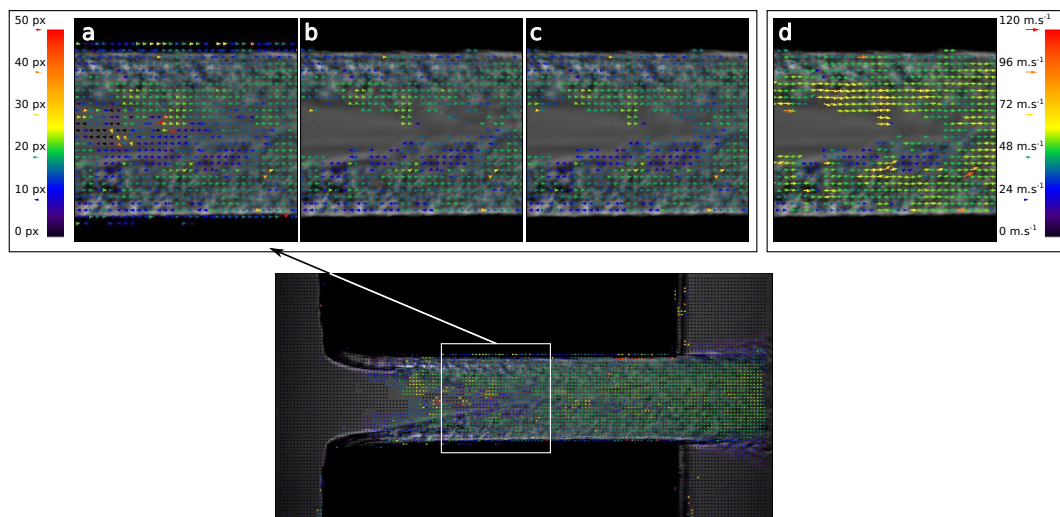 50 px
40 px
30 px
20 px
10 px
0 px
a
b
c
d
120 m.s⁻¹
96 m.s⁻¹
72 m.s⁻¹
48 m.s⁻¹
24 m.s⁻¹
0 m.s⁻¹